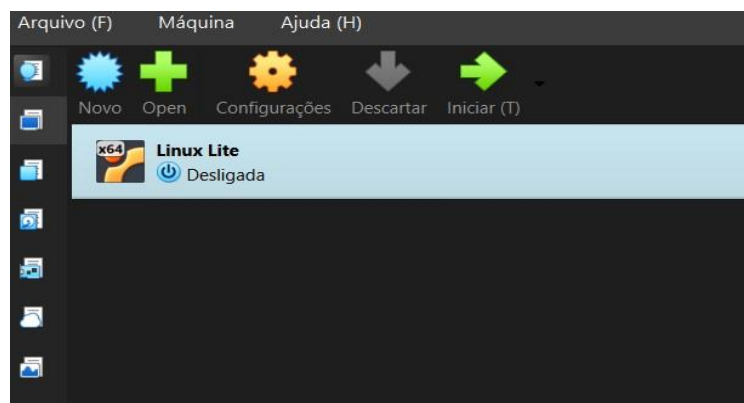 Arquivo (F) Máquina Ajuda (H)
Novo Open Configurações Descartar Iniciar (T)
x64 Linux Lite
Desligada